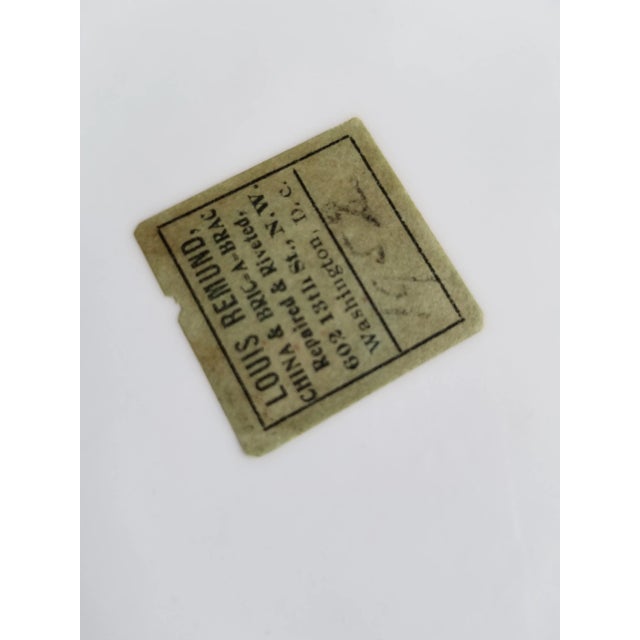 LOUIS REMUND,
CHINA & BRIC=A=BRAC
Repaired & Riveted,
602 13th St., N. W.
Washington, D. C.